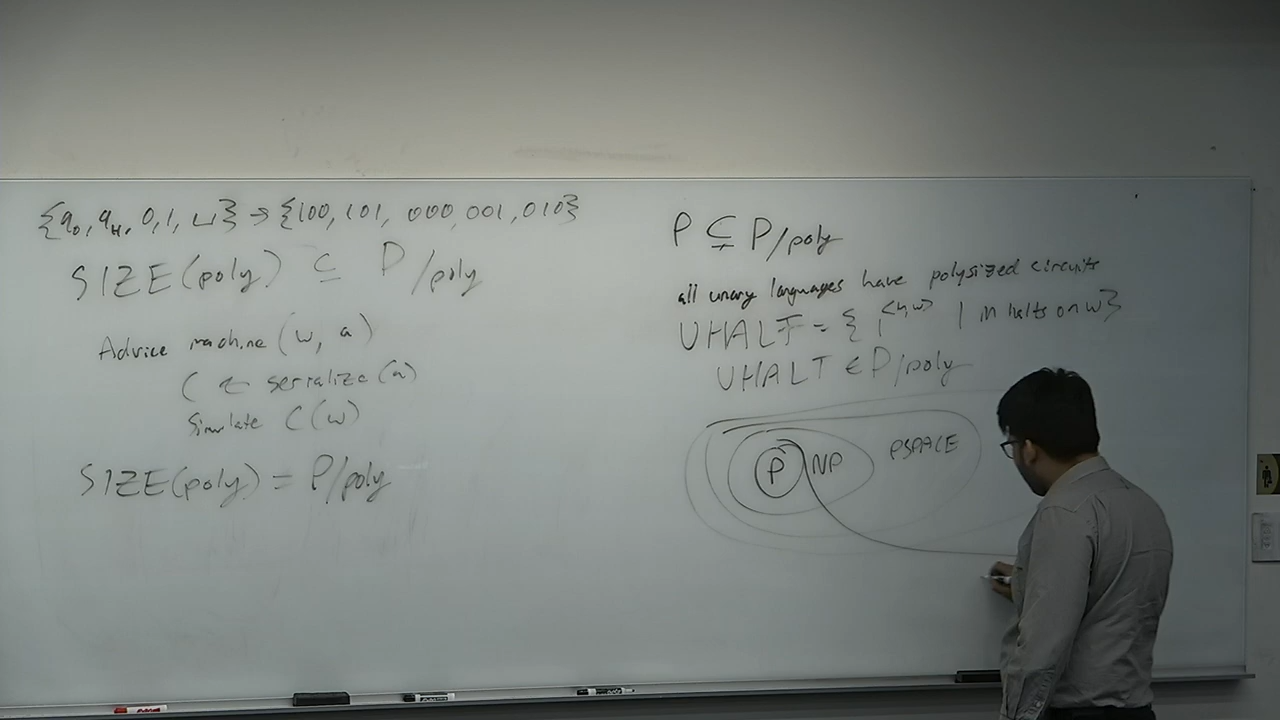 {q₀, q_H, 0, 1, ⊔} → {100, 101, 000, 001, 010}
SIZE(poly) ⊆ P/poly
Advice machine (w, a)
C ← serialize(a)
Simulate C(w)
SIZE(poly) = P/poly
P ⊊ P/poly
all unary languages have polysized circuits
UHALT = { 1^<M,w> | M halts on w}
UHALT ∈ P/poly
P NP PSPACE